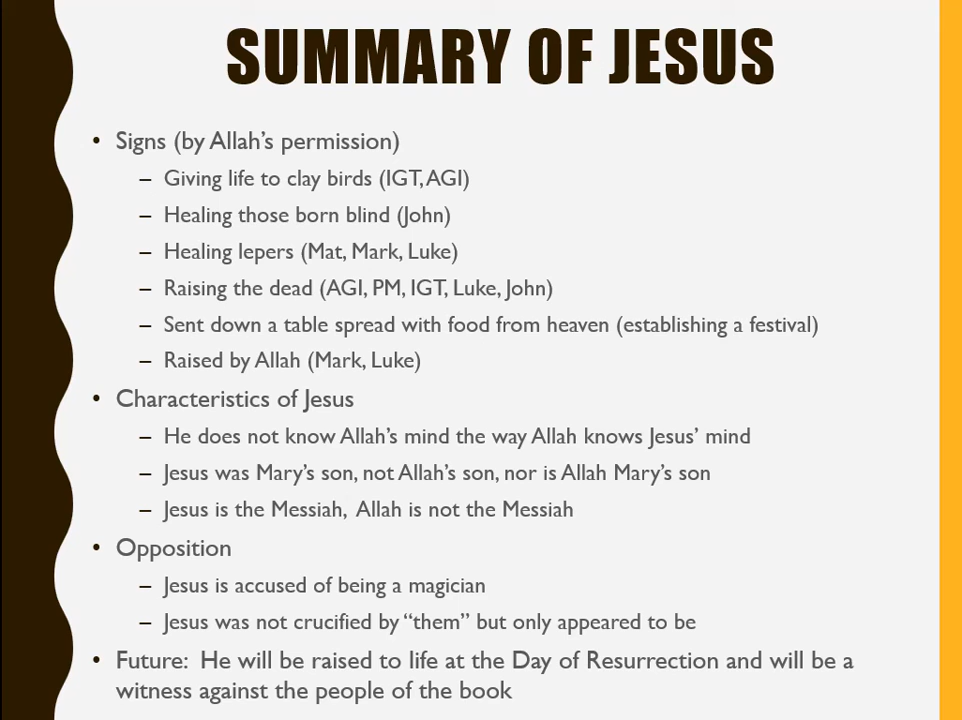 SUMMARY OF JESUS
• Signs (by Allah's permission)
– Giving life to clay birds (IGT, AGI)
– Healing those born blind (John)
– Healing lepers (Mat, Mark, Luke)
– Raising the dead (AGI, PM, IGT, Luke, John)
– Sent down a table spread with food from heaven (establishing a festival)
– Raised by Allah (Mark, Luke)
• Characteristics of Jesus
– He does not know Allah's mind the way Allah knows Jesus' mind
– Jesus was Mary's son, not Allah's son, nor is Allah Mary's son
– Jesus is the Messiah, Allah is not the Messiah
• Opposition
– Jesus is accused of being a magician
– Jesus was not crucified by “them” but only appeared to be
• Future: He will be raised to life at the Day of Resurrection and will be a
witness against the people of the book